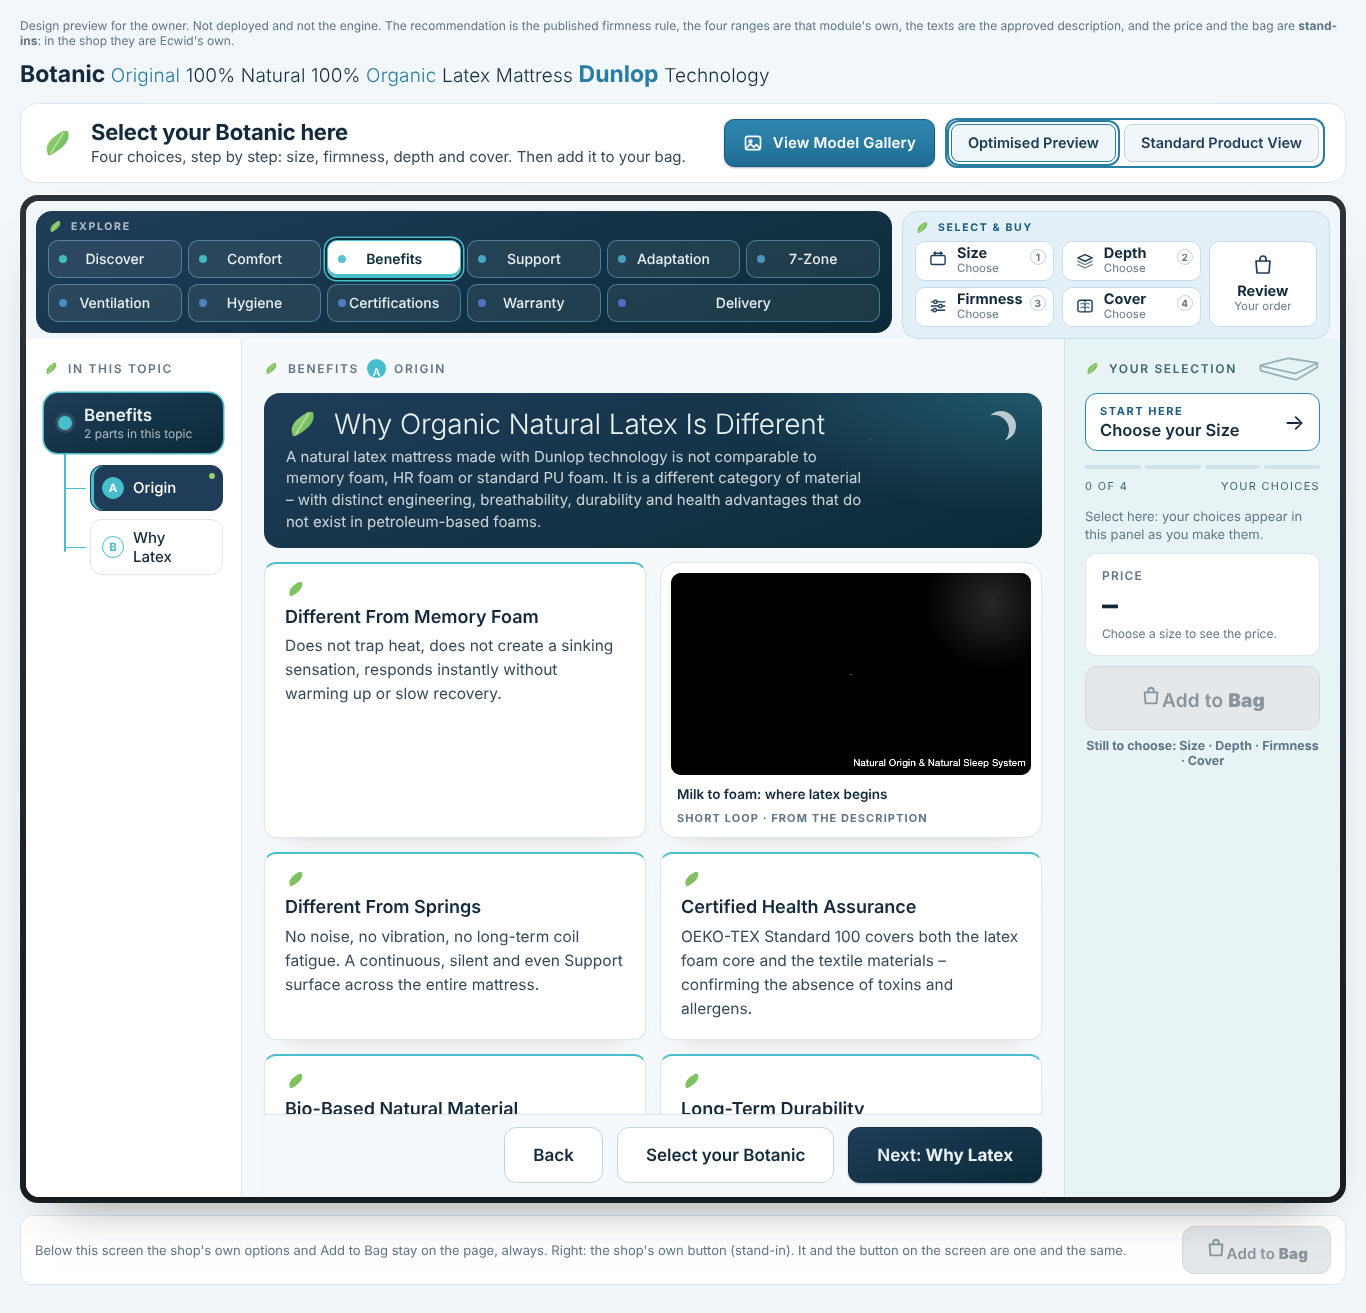 Design preview for the owner. Not deployed and not the engine. The recommendation is the published firmness rule, the four ranges are that module's own, the texts are the approved description, and the price and the bag are stand-
ins: in the shop they are Ecwid's own.
Botanic Original 100% Natural 100% Organic Latex Mattress Dunlop Technology
Select your Botanic here
Four choices, step by step: size, firmness, depth and cover. Then add it to your bag.
View Model Gallery
Optimised Preview
Standard Product View
EXPLORE
Discover
Comfort
Benefits
Support
Adaptation
7-Zone
Ventilation
Hygiene
Certifications
Warranty
Delivery
SELECT & BUY
Size
Choose
1
Depth
Choose
2
Firmness
Choose
3
Cover
Choose
4
Review
Your order
IN THIS TOPIC
Benefits
2 parts in this topic
A
Origin
B
Why
Latex
BENEFITS A ORIGIN
Why Organic Natural Latex Is Different
A natural latex mattress made with Dunlop technology is not comparable to
memory foam, HR foam or standard PU foam. It is a different category of material
– with distinct engineering, breathability, durability and health advantages that do
not exist in petroleum-based foams.
Different From Memory Foam
Does not trap heat, does not create a sinking
sensation, responds instantly without
warming up or slow recovery.
Natural Origin & Natural Sleep System
Milk to foam: where latex begins
SHORT LOOP · FROM THE DESCRIPTION
Different From Springs
No noise, no vibration, no long-term coil
fatigue. A continuous, silent and even Support
surface across the entire mattress.
Certified Health Assurance
OEKO-TEX Standard 100 covers both the latex
foam core and the textile materials –
confirming the absence of toxins and
allergens.
Bio-Based Natural Material
Long-Term Durability
Back
Select your Botanic
Next: Why Latex
YOUR SELECTION
START HERE
Choose your Size
0 OF 4
YOUR CHOICES
Select here: your choices appear in
this panel as you make them.
PRICE
–
Choose a size to see the price.
Add to Bag
Still to choose: Size · Depth · Firmness
· Cover
Below this screen the shop's own options and Add to Bag stay on the page, always. Right: the shop's own button (stand-in). It and the button on the screen are one and the same.
Add to Bag